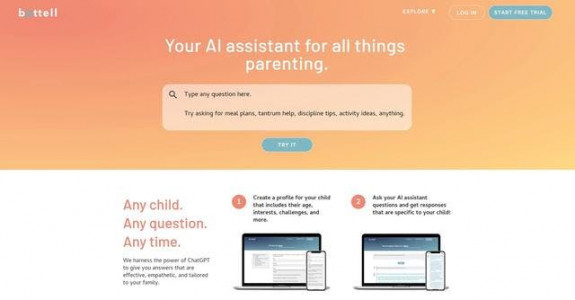 bottell
EXPLORE ▼
LOG IN
START FREE TRIAL
Your AI assistant for all things
parenting.
Type any question here.
Try asking for meal plans, tantrum help, discipline tips, activity ideas, anything.
TRY IT
Any child.
Any question.
Any time.
We harness the power of ChatGPT
to give you answers that are
effective, empathetic, and tailored
to your family.
1
Create a profile for your child
that includes their age,
interests, challenges, and
more.
2
Ask your AI assistant
questions and get responses
that are specific to your child!